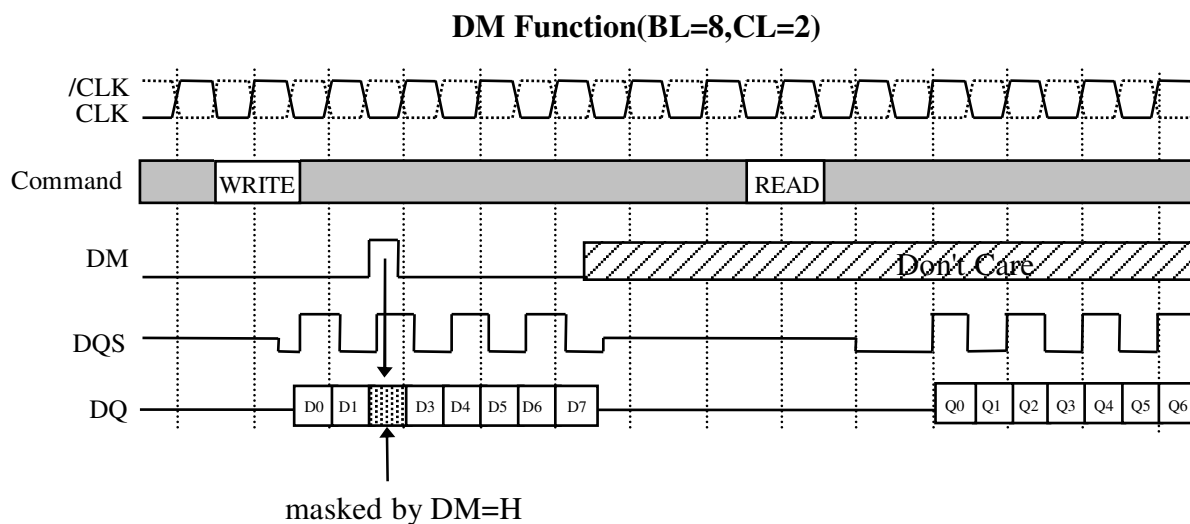 DM Function(BL=8,CL=2)
/CLK
CLK
Command WRITE READ
DM Don't Care
DQS
DQ D0 D1 D3 D4 D5 D6 D7 Q0 Q1 Q2 Q3 Q4 Q5 Q6
masked by DM=H